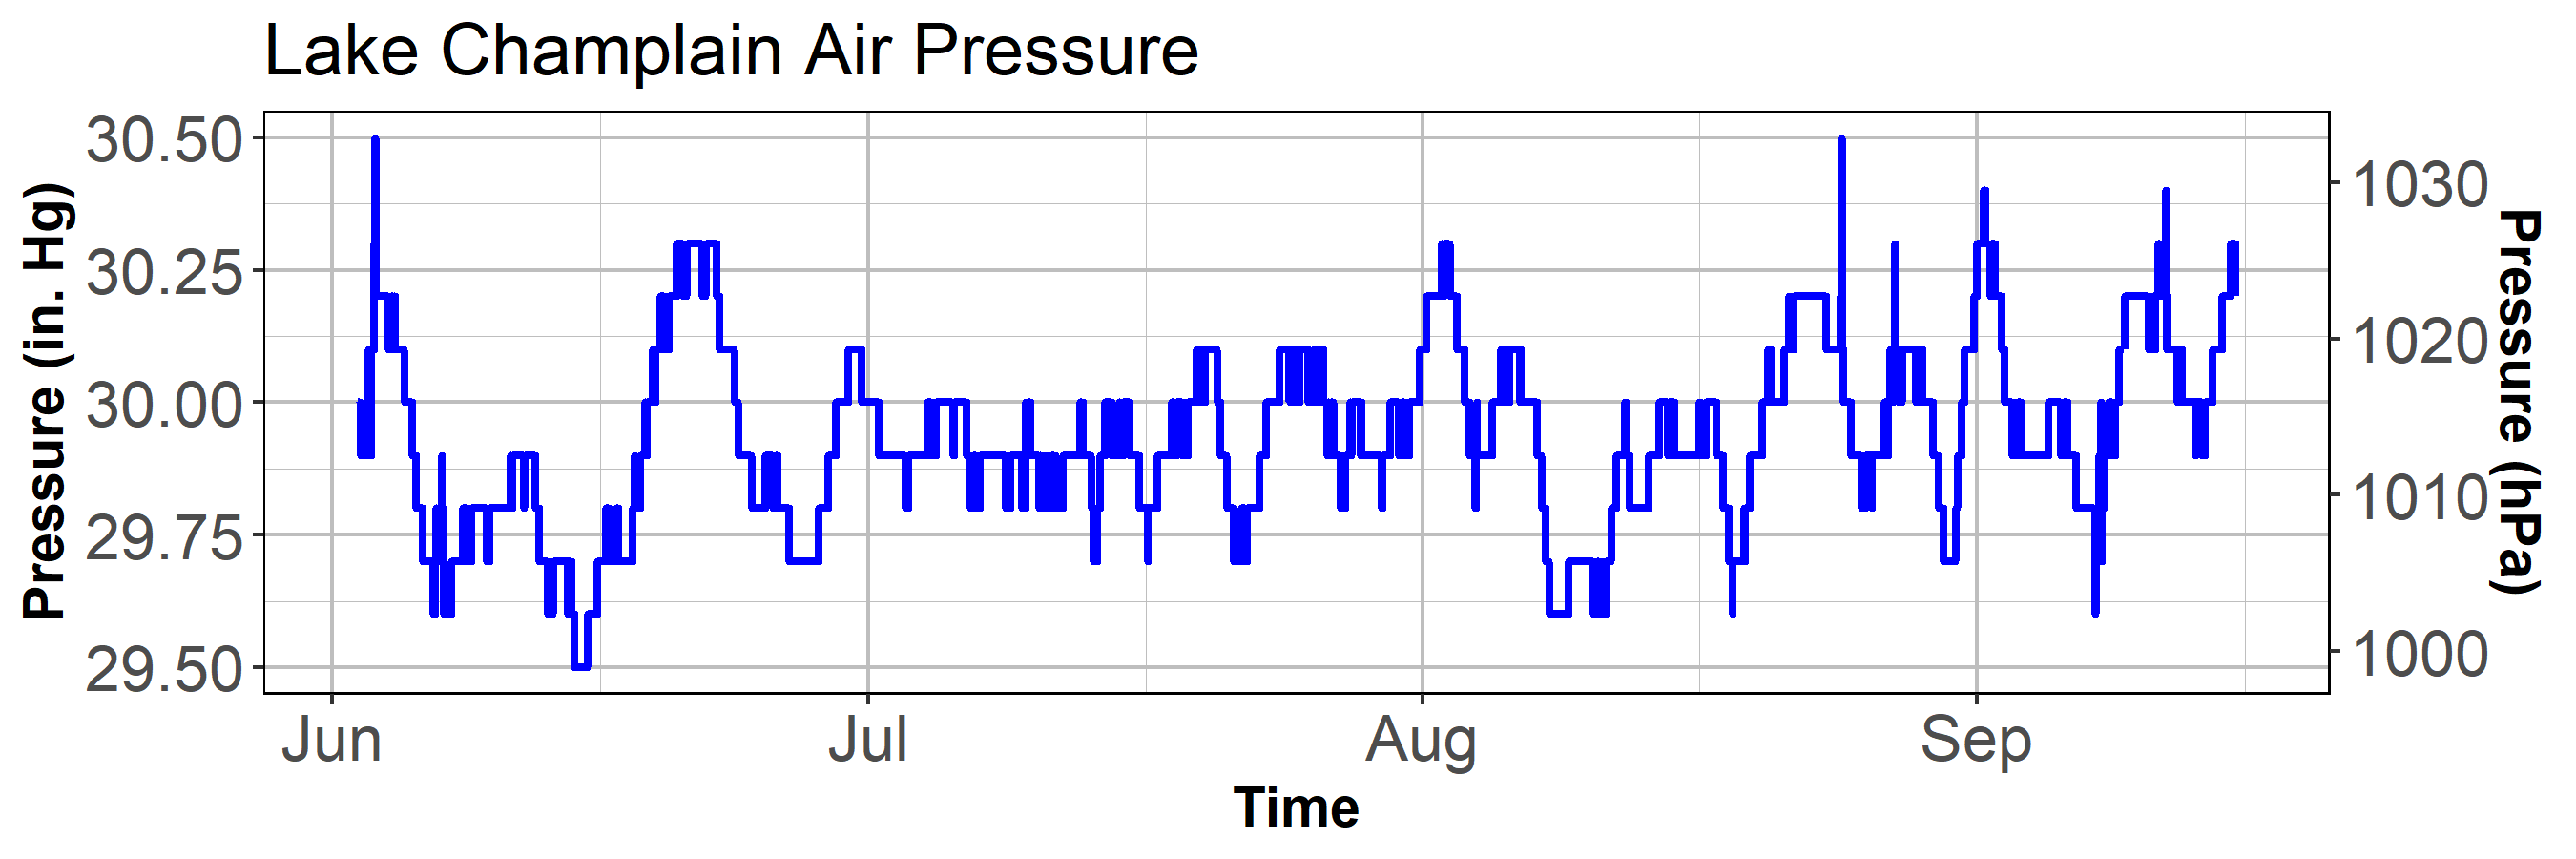 Lake Champlain Air Pressure
Pressure (in. Hg)
30.50
30.25
30.00
29.75
29.50
1030
1020
1010
1000
Pressure (hPa)
Jun Jul Aug Sep
Time